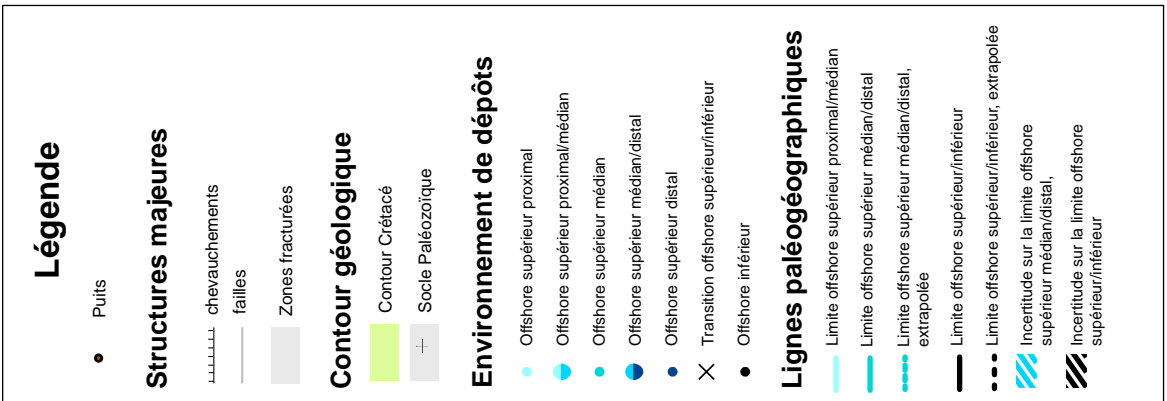 Légende
Puits
Structures majeures
chevauchements
failles
Zones fracturées
Contour géologique
Contour Crétacé
Socle Paléozoïque
Environnement de dépôts
Offshore supérieur proximal
Offshore supérieur proximal/médian
Offshore supérieur médian
Offshore supérieur médian/distal
Offshore supérieur distal
Transition offshore supérieur/inférieur
Offshore inférieur
Lignes paléogéographiques
Limite offshore supérieur proximal/médian
Limite offshore supérieur médian/distal
Limite offshore supérieur médian/distal,
extrapolée
Limite offshore supérieur/inférieur
Limite offshore supérieur/inférieur, extrapolée
Incertitude sur la limite offshore
supérieur médian/distal,
Incertitude sur la limite offshore
supérieur/inférieur